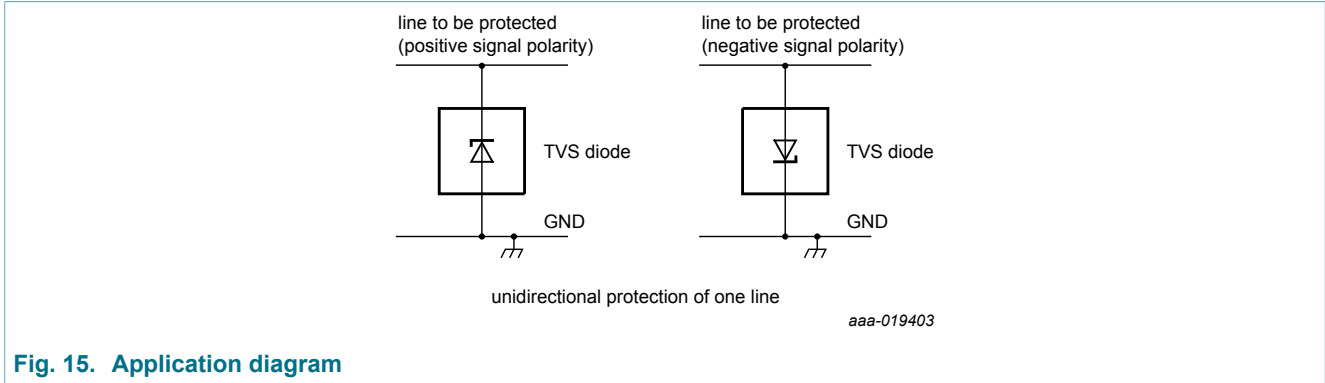 line to be protected
(positive signal polarity)
TVS diode
GND
line to be protected
(negative signal polarity)
TVS diode
GND
unidirectional protection of one line
aaa-019403
Fig. 15. Application diagram